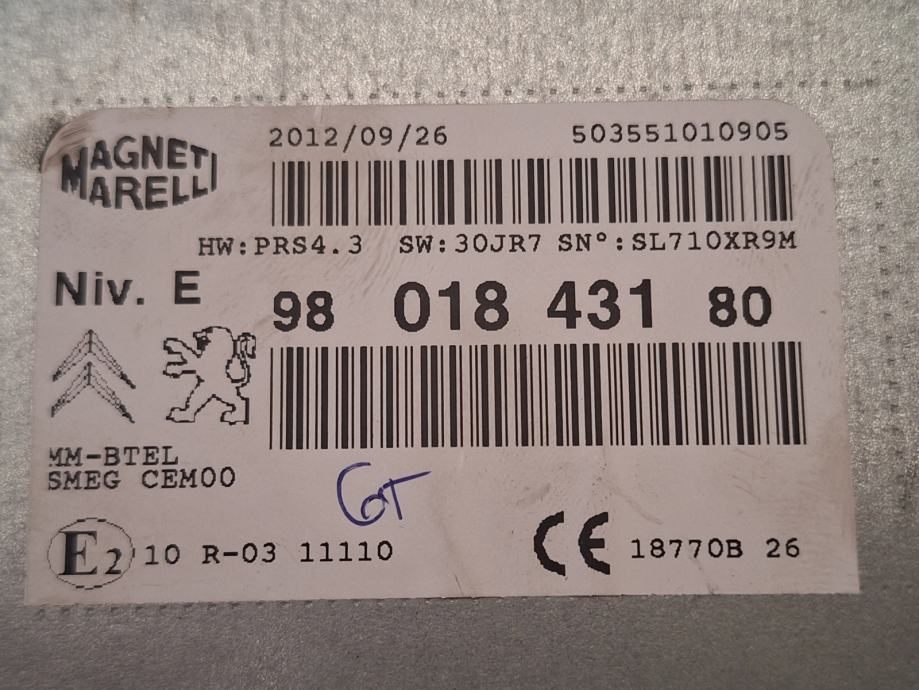 MAGNETI
MARELLI
2012/09/26 503551010905
HW:PRS4.3 SW:30JR7 SN°:SL710XR9M
Niv. E
98 018 431 80
MM-BTEL
SMEG CEM00
E2 10 R-03 11110
CE 18770B 26